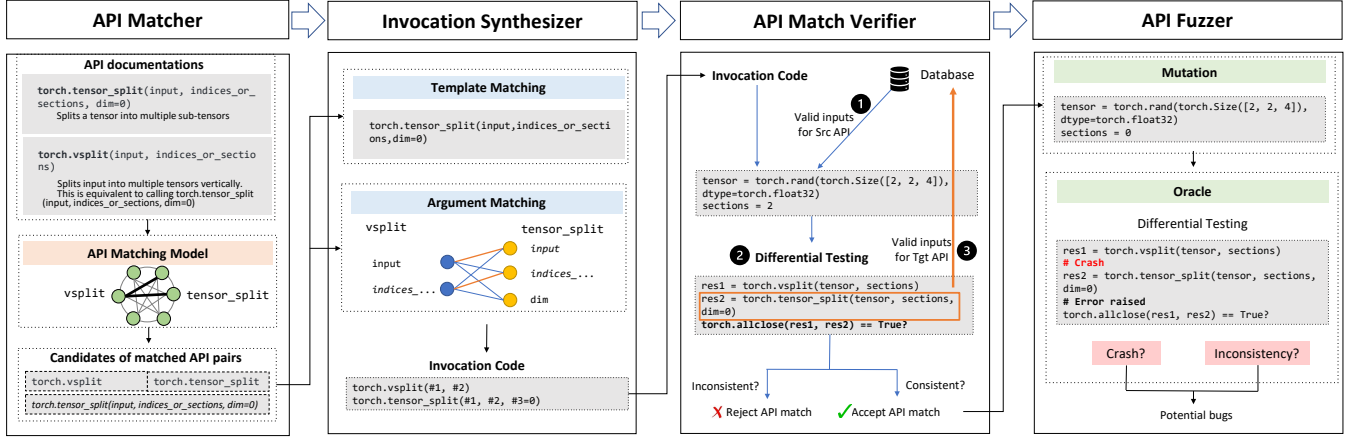 API Matcher
Invocation Synthesizer
API Match Verifier
API Fuzzer
API documentations
torch.tensor_split(input, indices_or_
sections, dim=0)
Splits a tensor into multiple sub-tensors
torch.vsplit(input, indices_or_sectio
ns)
Splits input into multiple tensors vertically.
This is equivalent to calling torch.tensor_split
(input, indices_or_sections, dim=0)
API Matching Model
vsplit
tensor_split
Candidates of matched API pairs
torch.vsplit
torch.tensor_split
torch.tensor_split(input, indices_or_sections, dim=0)
Template Matching
torch.tensor_split(input,indices_or_secti
ons,dim=0)
Argument Matching
vsplit
tensor_split
input
indices_...
input
indices_...
dim
Invocation Code
torch.vsplit(#1, #2)
torch.tensor_split(#1, #2, #3=0)
Invocation Code
Database
1
Valid inputs
for Src API
tensor = torch.rand(torch.Size([2, 2, 4]),
dtype=torch.float32)
sections = 2
2
Differential Testing
Valid inputs
for Tgt API
3
res1 = torch.vsplit(tensor, sections)
res2 = torch.tensor_split(tensor, sections,
dim=0)
torch.allclose(res1, res2) == True?
Inconsistent?
Consistent?
✗ Reject API match
✓ Accept API match
Mutation
tensor = torch.rand(torch.Size([2, 2, 4]),
dtype=torch.float32)
sections = 0
Oracle
Differential Testing
res1 = torch.vsplit(tensor, sections)
# Crash
res2 = torch.tensor_split(tensor, sections,
dim=0)
# Error raised
torch.allclose(res1, res2) == True?
Crash?
Inconsistency?
Potential bugs